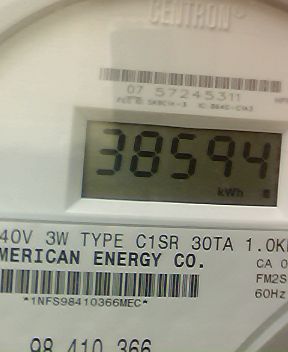 CENTRON
07 57245311
38594
kWh
40V 3W TYPE C1SR 30TA 1.0K
MERICAN ENERGY CO.
CA 0
FM2S
60Hz
*1NFS98410366MEC*
98 410 366